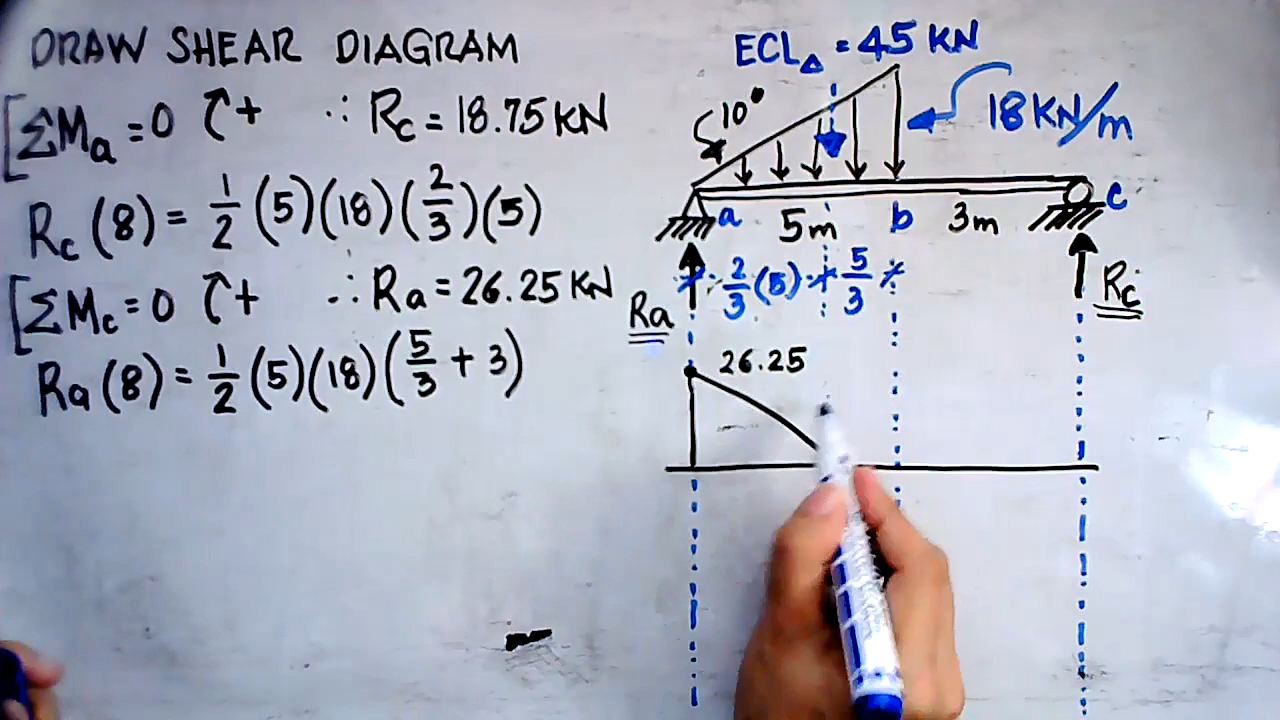 DRAW SHEAR DIAGRAM
ΣMa = 0 + ∴ Rc = 18.75 KN
Rc (8) = 1/2 (5)(18)(2/3)(5)
ΣMc = 0 + ∴ Ra = 26.25 KN
Ra (8) = 1/2 (5)(18)(5/3 + 3)
ECL△ = 45 KN
10°
18 KN/m
a 5m b 3m c
2/3 (5) 5/3
Ra
Rc
26.25